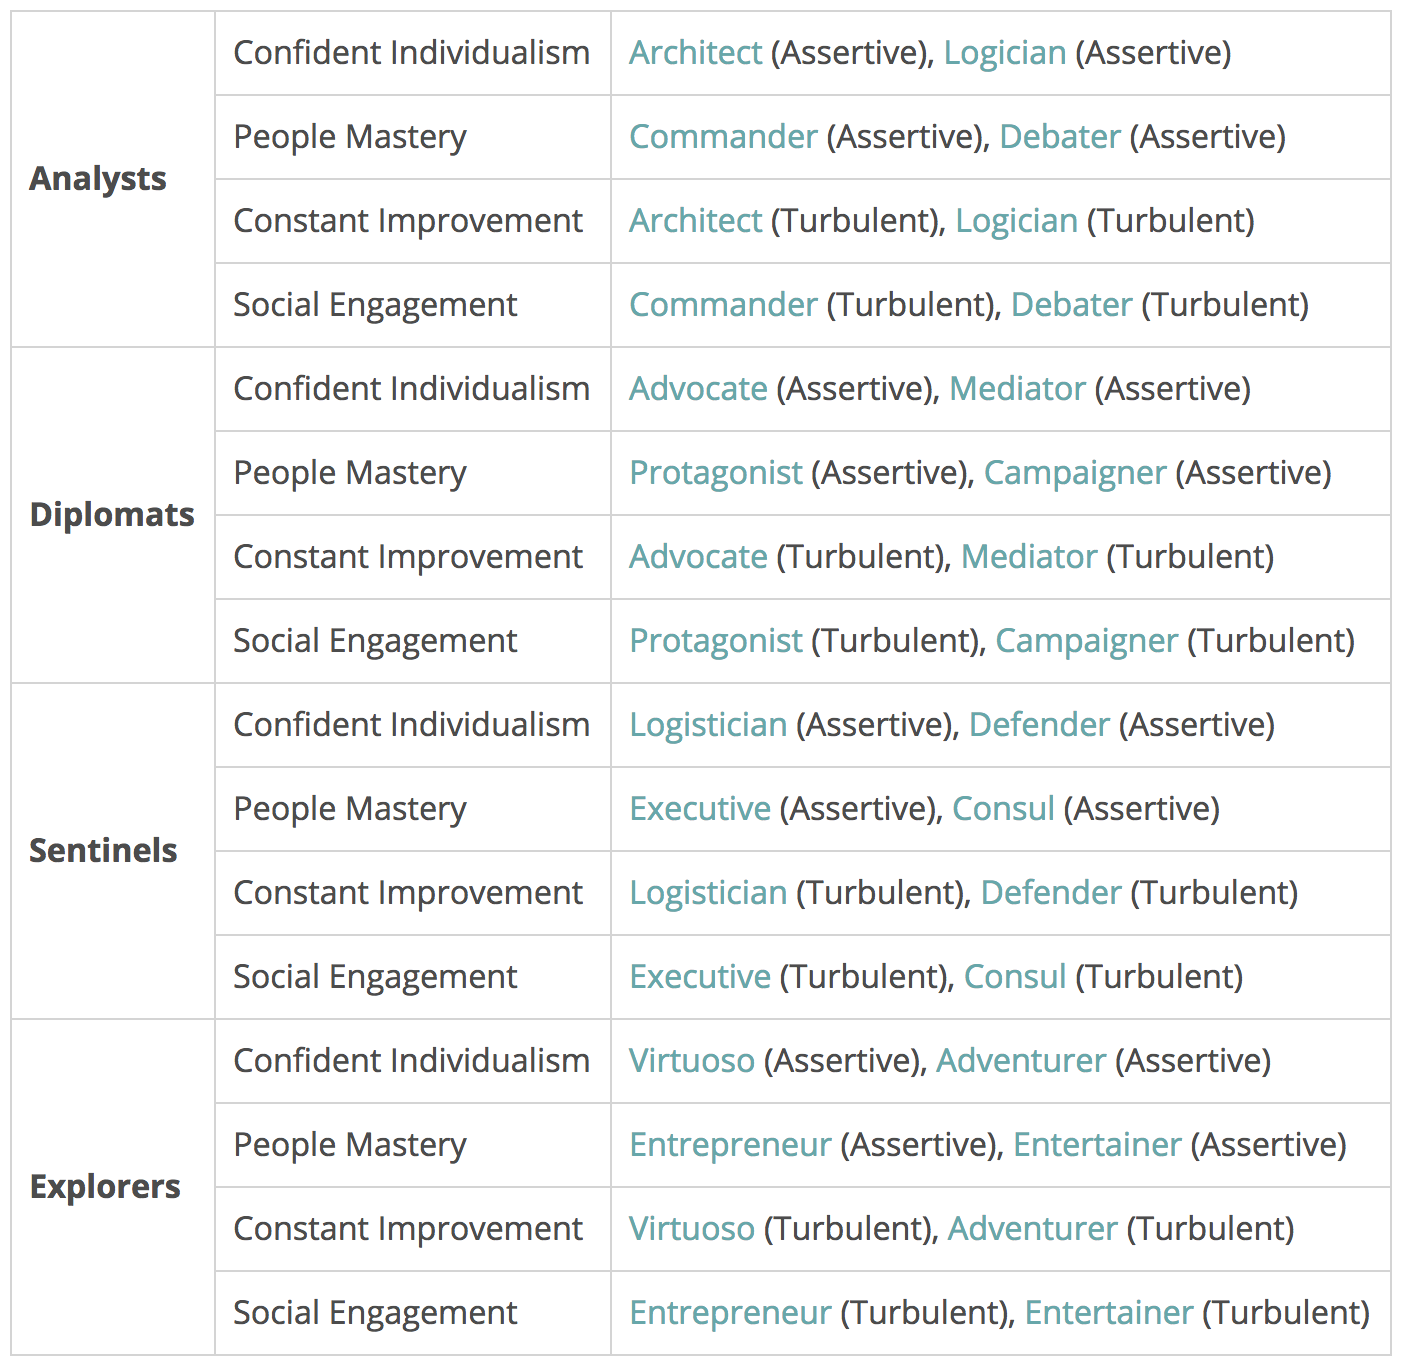 Analysts
Confident Individualism
Architect (Assertive), Logician (Assertive)
People Mastery
Commander (Assertive), Debater (Assertive)
Constant Improvement
Architect (Turbulent), Logician (Turbulent)
Social Engagement
Commander (Turbulent), Debater (Turbulent)
Diplomats
Confident Individualism
Advocate (Assertive), Mediator (Assertive)
People Mastery
Protagonist (Assertive), Campaigner (Assertive)
Constant Improvement
Advocate (Turbulent), Mediator (Turbulent)
Social Engagement
Protagonist (Turbulent), Campaigner (Turbulent)
Sentinels
Confident Individualism
Logistician (Assertive), Defender (Assertive)
People Mastery
Executive (Assertive), Consul (Assertive)
Constant Improvement
Logistician (Turbulent), Defender (Turbulent)
Social Engagement
Executive (Turbulent), Consul (Turbulent)
Explorers
Confident Individualism
Virtuoso (Assertive), Adventurer (Assertive)
People Mastery
Entrepreneur (Assertive), Entertainer (Assertive)
Constant Improvement
Virtuoso (Turbulent), Adventurer (Turbulent)
Social Engagement
Entrepreneur (Turbulent), Entertainer (Turbulent)